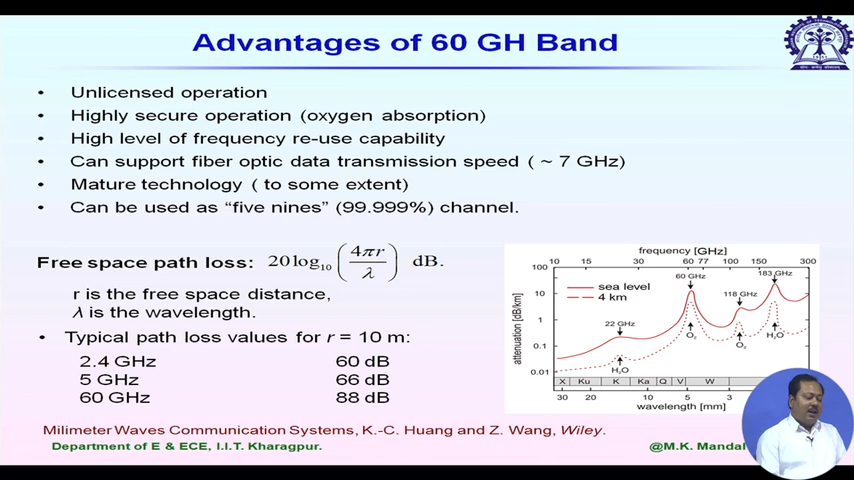 Advantages of 60 GH Band
• Unlicensed operation
• Highly secure operation (oxygen absorption)
• High level of frequency re-use capability
• Can support fiber optic data transmission speed ( ~ 7 GHz)
• Mature technology ( to some extent)
• Can be used as “five nines” (99.999%) channel.
Free space path loss: 20 log₁₀ (4πr/λ) dB.
r is the free space distance,
λ is the wavelength.
• Typical path loss values for r = 10 m:
2.4 GHz 60 dB
5 GHz 66 dB
60 GHz 88 dB
frequency [GHz]
10 15 30 60 77 100 150 300
183 GHz
60 GHz
118 GHz
22 GHz
sea level
4 km
attenuation [dB/km]
100
10
1
0.1
0.01
H₂O
O₂
O₂
H₂O
X Ku K Ka Q V W
30 20 10 5 3
wavelength [mm]
Milimeter Waves Communication Systems, K.-C. Huang and Z. Wang, Wiley.
Department of E & ECE, I.I.T. Kharagpur.
@M.K. Mandal